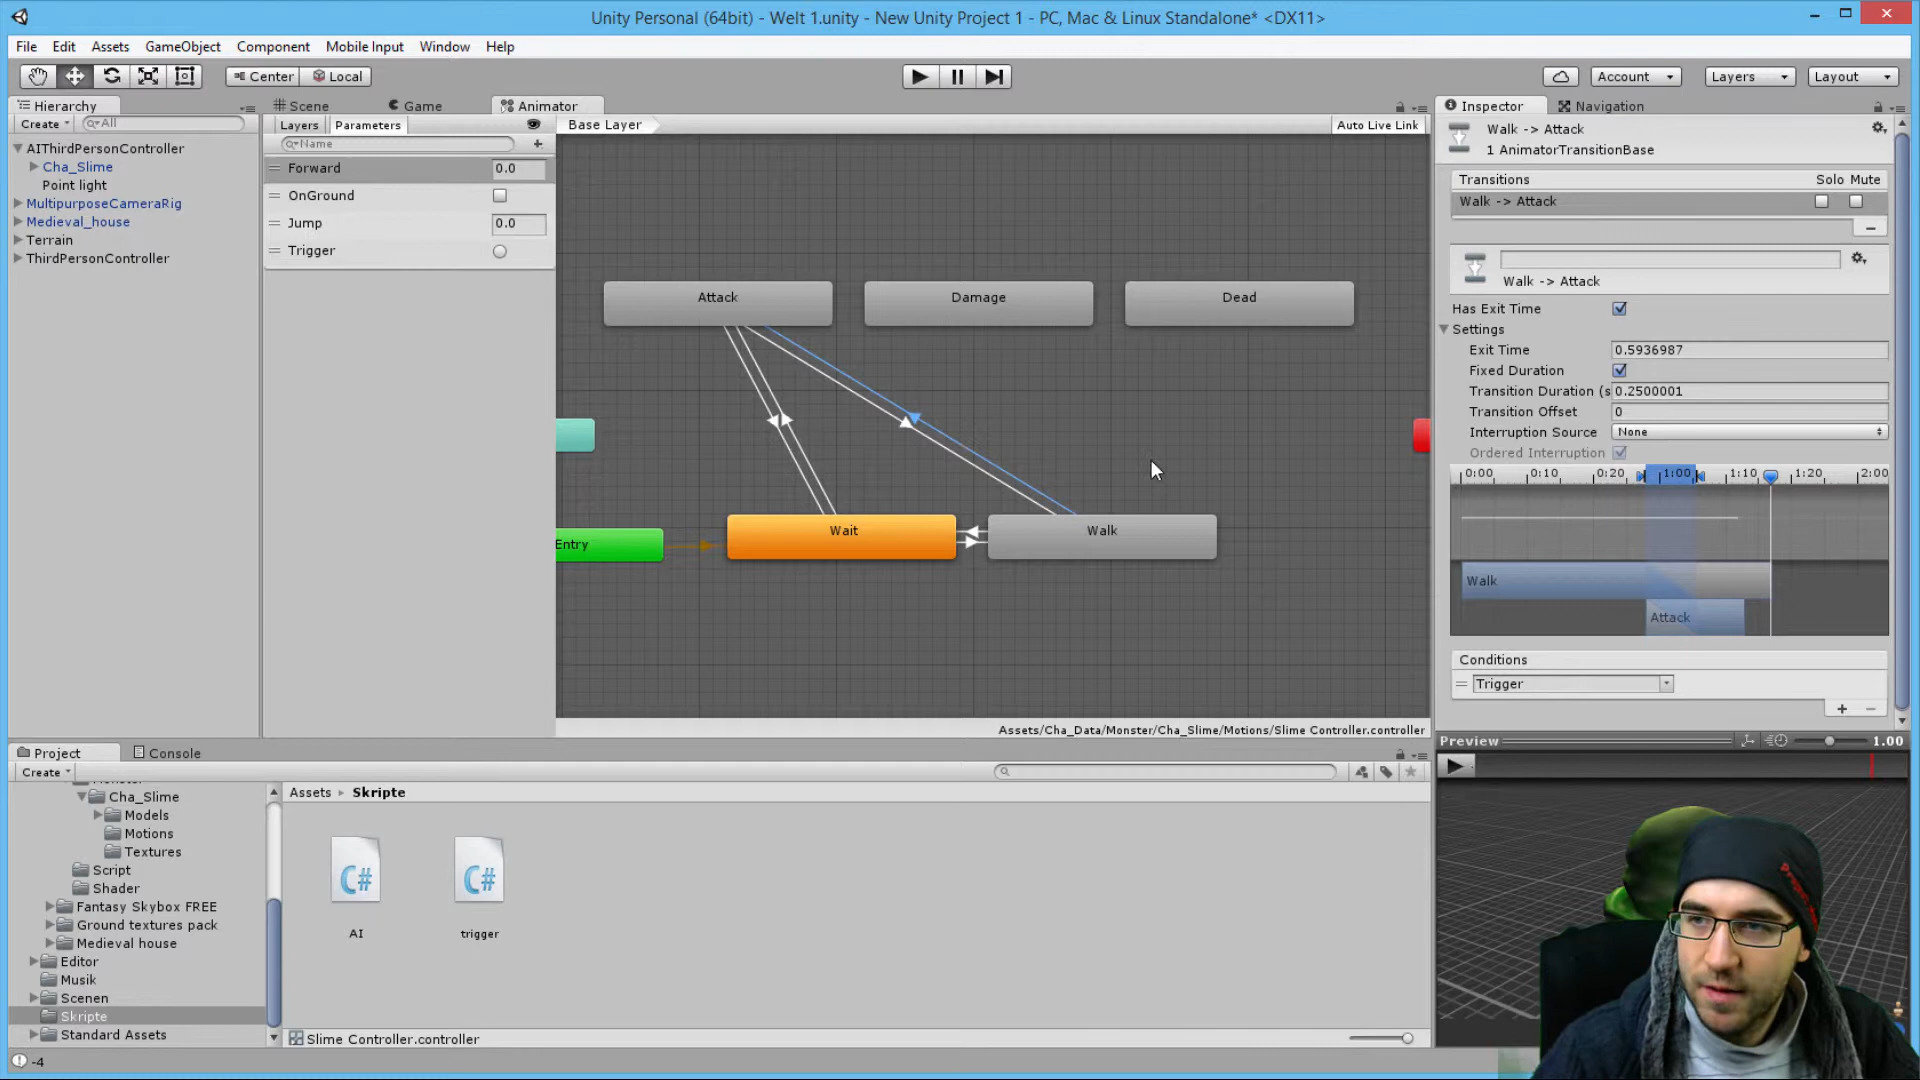 Unity Personal (64bit) - Welt 1.unity - New Unity Project 1 - PC, Mac & Linux Standalone* <DX11>
File Edit Assets GameObject Component Mobile Input Window Help
Center Local
Account Layers Layout
Hierarchy
Create All
AIThirdPersonController
Cha_Slime
Point light
MultipurposeCameraRig
Medieval_house
Terrain
ThirdPersonController
Scene Game Animator
Layers Parameters
Name
Forward 0.0
OnGround
Jump 0.0
Trigger
Base Layer Auto Live Link
Attack Damage Dead
Entry Wait Walk
Assets/Cha_Data/Monster/Cha_Slime/Motions/Slime Controller.controller
Inspector Navigation
Walk -> Attack
1 AnimatorTransitionBase
Transitions Solo Mute
Walk -> Attack
Walk -> Attack
Has Exit Time
Settings
Exit Time 0.5936987
Fixed Duration
Transition Duration (s 0.2500001
Transition Offset 0
Interruption Source None
Ordered Interruption
0:00 0:10 0:20 1:00 1:10 1:20 2:00
Walk
Attack
Conditions
Trigger
Preview 1.00
Project Console
Create
Cha_Slime
Models
Motions
Textures
Script
Shader
Fantasy Skybox FREE
Ground textures pack
Medieval house
Editor
Musik
Scenen
Skripte
Standard Assets
Assets Skripte
C# C#
AI trigger
Slime Controller.controller
-4